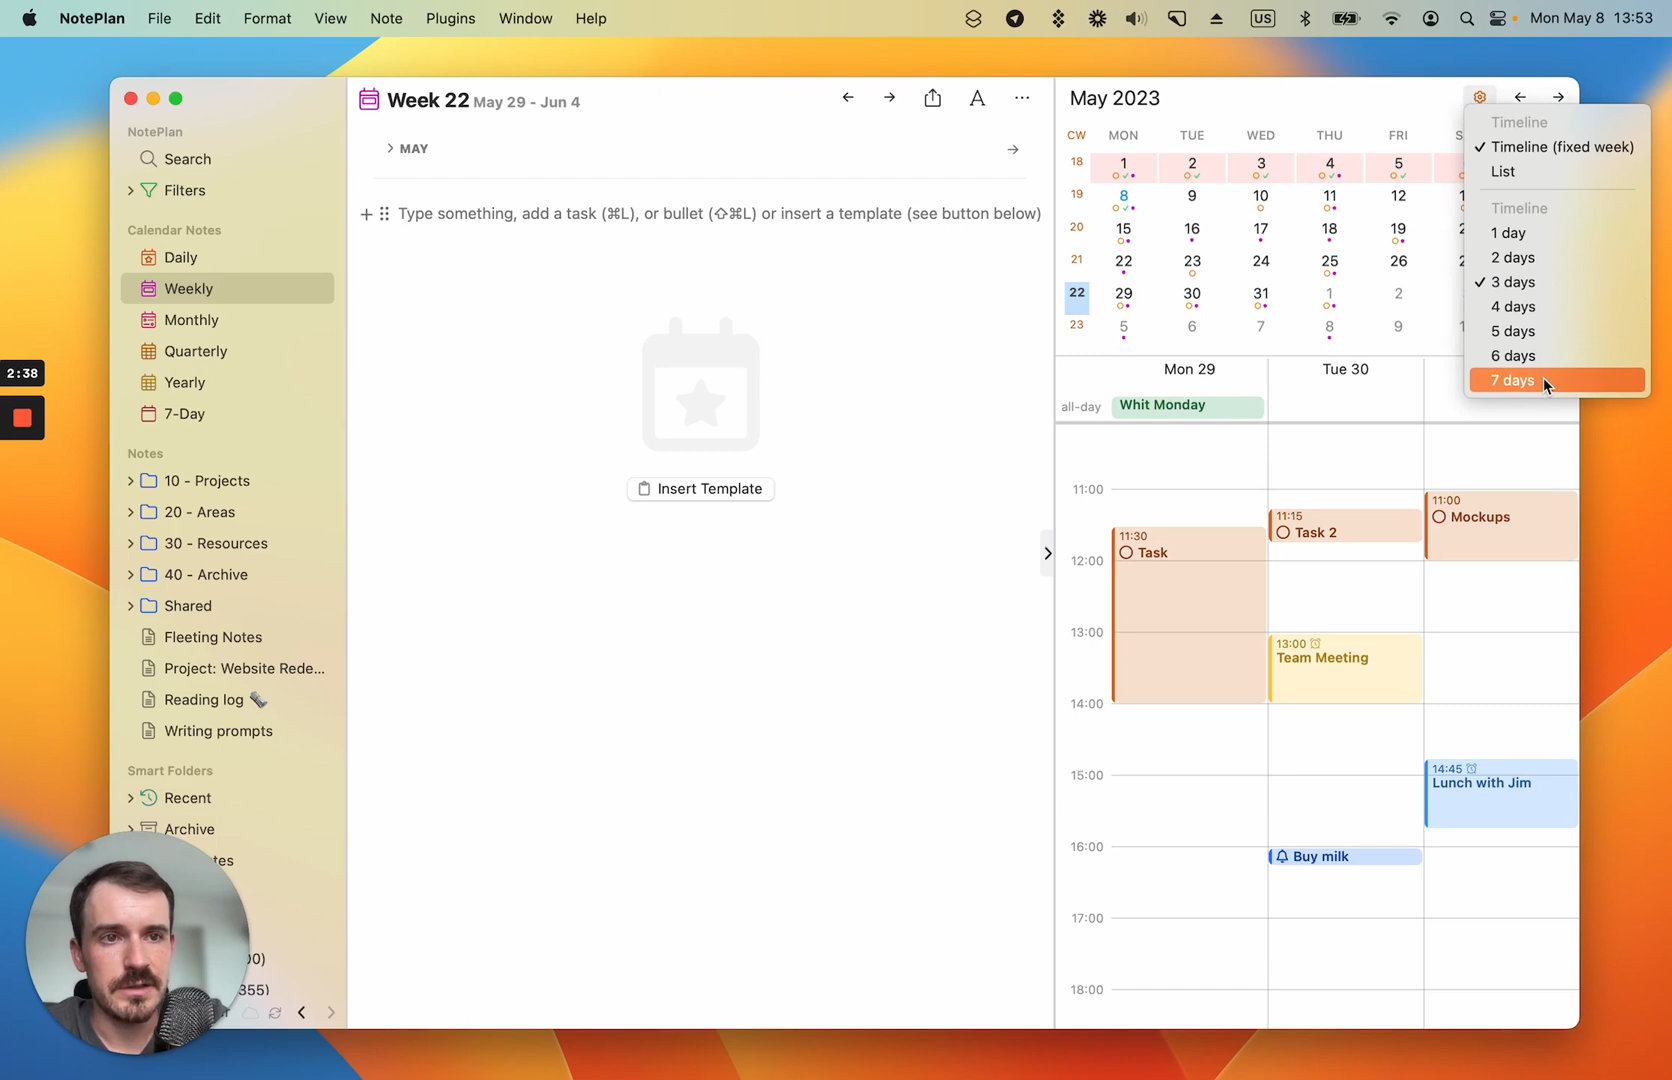 NotePlan File Edit Format View Note Plugins Window Help US Mon May 8 13:53
NotePlan
Search
Filters
Calendar Notes
Daily
Weekly
Monthly
Quarterly
Yearly
7-Day
Notes
10 - Projects
20 - Areas
30 - Resources
40 - Archive
Shared
Fleeting Notes
Project: Website Rede...
Reading log
Writing prompts
Smart Folders
Recent
Archive
2:38
Week 22 May 29 - Jun 4
MAY
Type something, add a task (⌘L), or bullet (⇧⌘L) or insert a template (see button below)
Insert Template
May 2023
CW MON TUE WED THU FRI
18 1 2 3 4 5
19 8 9 10 11 12
20 15 16 17 18 19
21 22 23 24 25 26
22 29 30 31 1 2
23 5 6 7 8 9
Timeline
Timeline (fixed week)
List
Timeline
1 day
2 days
3 days
4 days
5 days
6 days
7 days
Mon 29 Tue 30
all-day Whit Monday
11:00
12:00
13:00
14:00
15:00
16:00
17:00
18:00
11:30
Task
11:15
Task 2
13:00
Team Meeting
Buy milk
11:00
Mockups
14:45
Lunch with Jim